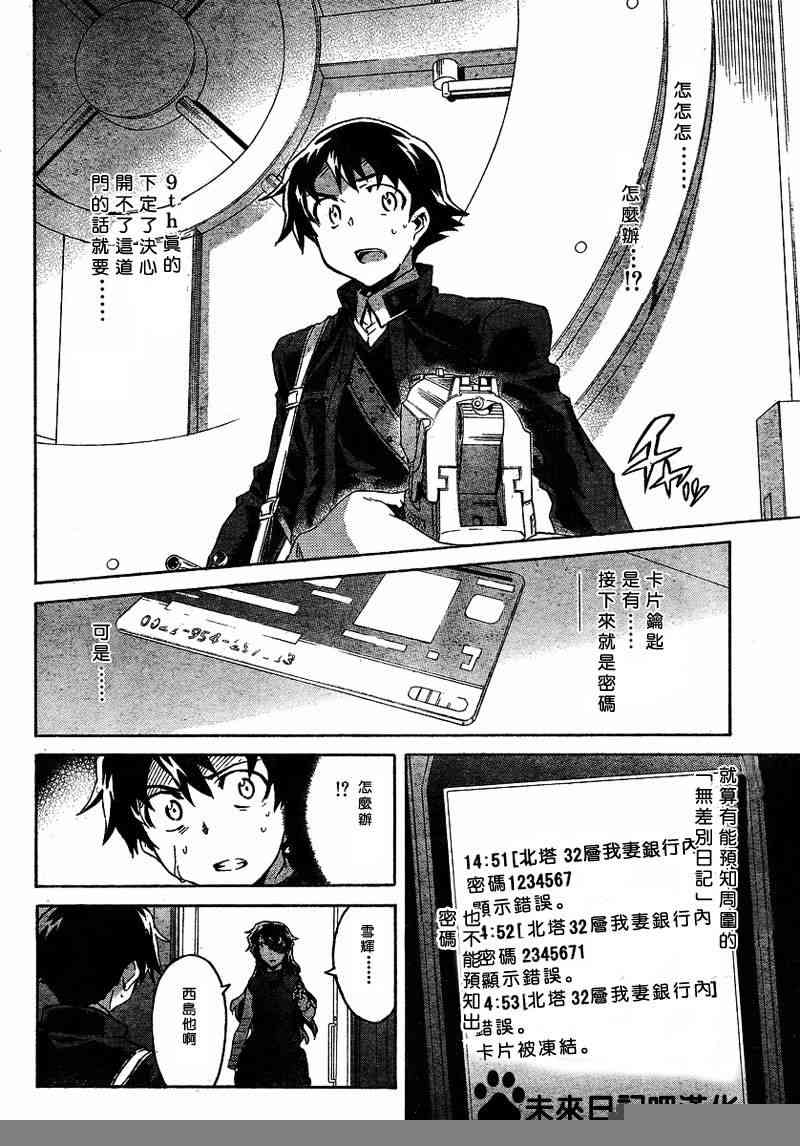 怎怎怎……
怎麼辦……!?
9th真的
下定了決心
開不了這道
門的話就要
……
卡片鑰匙
是有……
接下來就是密碼
——
可是……
就算有能預知周圍的
「無差別日記」
也不能預知出
密碼
14:51[北塔 32層我妻銀行內
密碼1234567
顯示錯誤。
4:52[北塔 32層我妻銀行內
密碼 2345671
顯示錯誤。
4:53[北塔 32層我妻銀行內]
錯誤。
卡片被凍結。
怎麼辦
!?
雪輝……
西島他啊
未來日記吧漢化